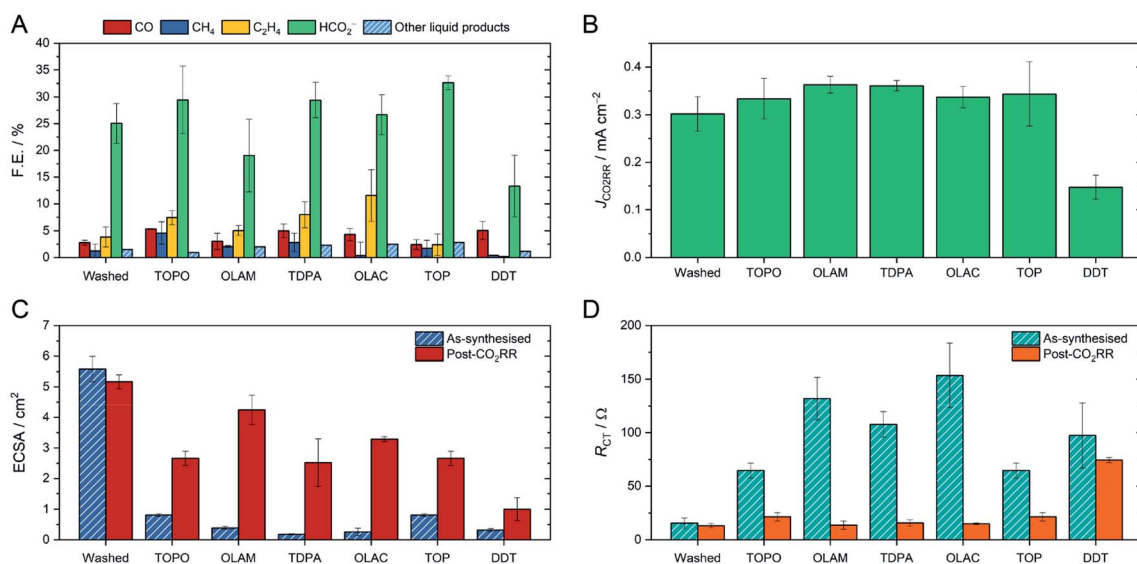 A
CO CH₄ C₂H₄ HCO₂⁻ Other liquid products
F.E. / %
40
35
30
25
20
15
10
5
0
Washed TOPO OLAM TDPA OLAC TOP DDT
B
J_CO2RR / mA cm⁻²
0.4
0.3
0.2
0.1
0.0
Washed TOPO OLAM TDPA OLAC TOP DDT
C
As-synthesised
Post-CO₂RR
ECSA / cm²
7
6
5
4
3
2
1
0
Washed TOPO OLAM TDPA OLAC TOP DDT
D
As-synthesised
Post-CO₂RR
R_CT / Ω
200
150
100
50
0
Washed TOPO OLAM TDPA OLAC TOP DDT